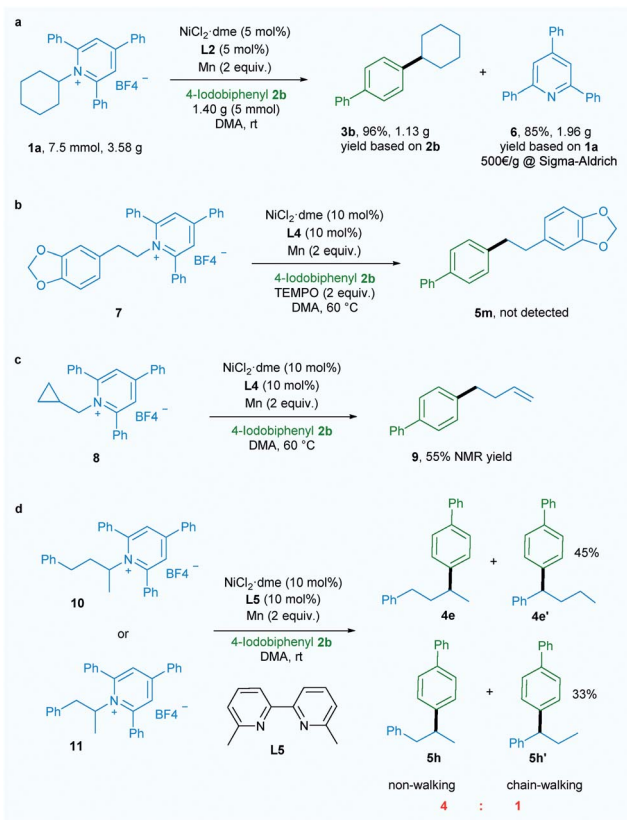 a
Ph
Ph
N
+
Ph
BF4 −
1a, 7.5 mmol, 3.58 g
NiCl2·dme (5 mol%)
L2 (5 mol%)
Mn (2 equiv.)
4-Iodobiphenyl 2b
1.40 g (5 mmol)
DMA, rt
Ph
3b, 96%, 1.13 g
yield based on 2b
+
Ph
Ph
N
Ph
6, 85%, 1.96 g
yield based on 1a
500€/g @ Sigma-Aldrich
b
O
O
Ph
Ph
N
+
BF4 −
Ph
7
NiCl2·dme (10 mol%)
L4 (10 mol%)
Mn (2 equiv.)
4-Iodobiphenyl 2b
TEMPO (2 equiv.)
DMA, 60 °C
Ph
O
O
5m, not detected
c
Ph
Ph
N
+
BF4 −
Ph
8
NiCl2·dme (10 mol%)
L4 (10 mol%)
Mn (2 equiv.)
4-Iodobiphenyl 2b
DMA, 60 °C
Ph
9, 55% NMR yield
d
Ph
Ph
Ph
N
+
BF4 −
Ph
10
or
Ph
Ph
Ph
N
+
BF4 −
Ph
11
NiCl2·dme (10 mol%)
L5 (10 mol%)
Mn (2 equiv.)
4-Iodobiphenyl 2b
DMA, rt
N
N
L5
Ph
Ph
4e
+
Ph
Ph
4e'
45%
Ph
Ph
5h
+
Ph
Ph
5h'
33%
non-walking
chain-walking
4 : 1